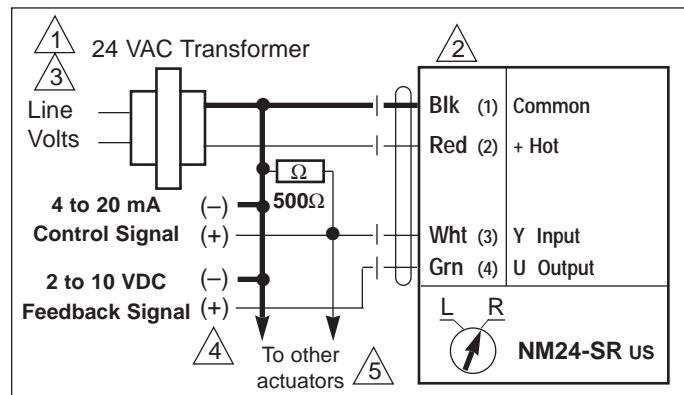 1
24 VAC Transformer
2
3
Line
Volts
Blk (1) Common
Red (2) + Hot
Ω
500Ω
4 to 20 mA (–)
Control Signal (+)
Wht (3) Y Input
Grn (4) U Output
2 to 10 VDC (–)
Feedback Signal (+)
L R
NM24-SR US
4
To other
actuators
5